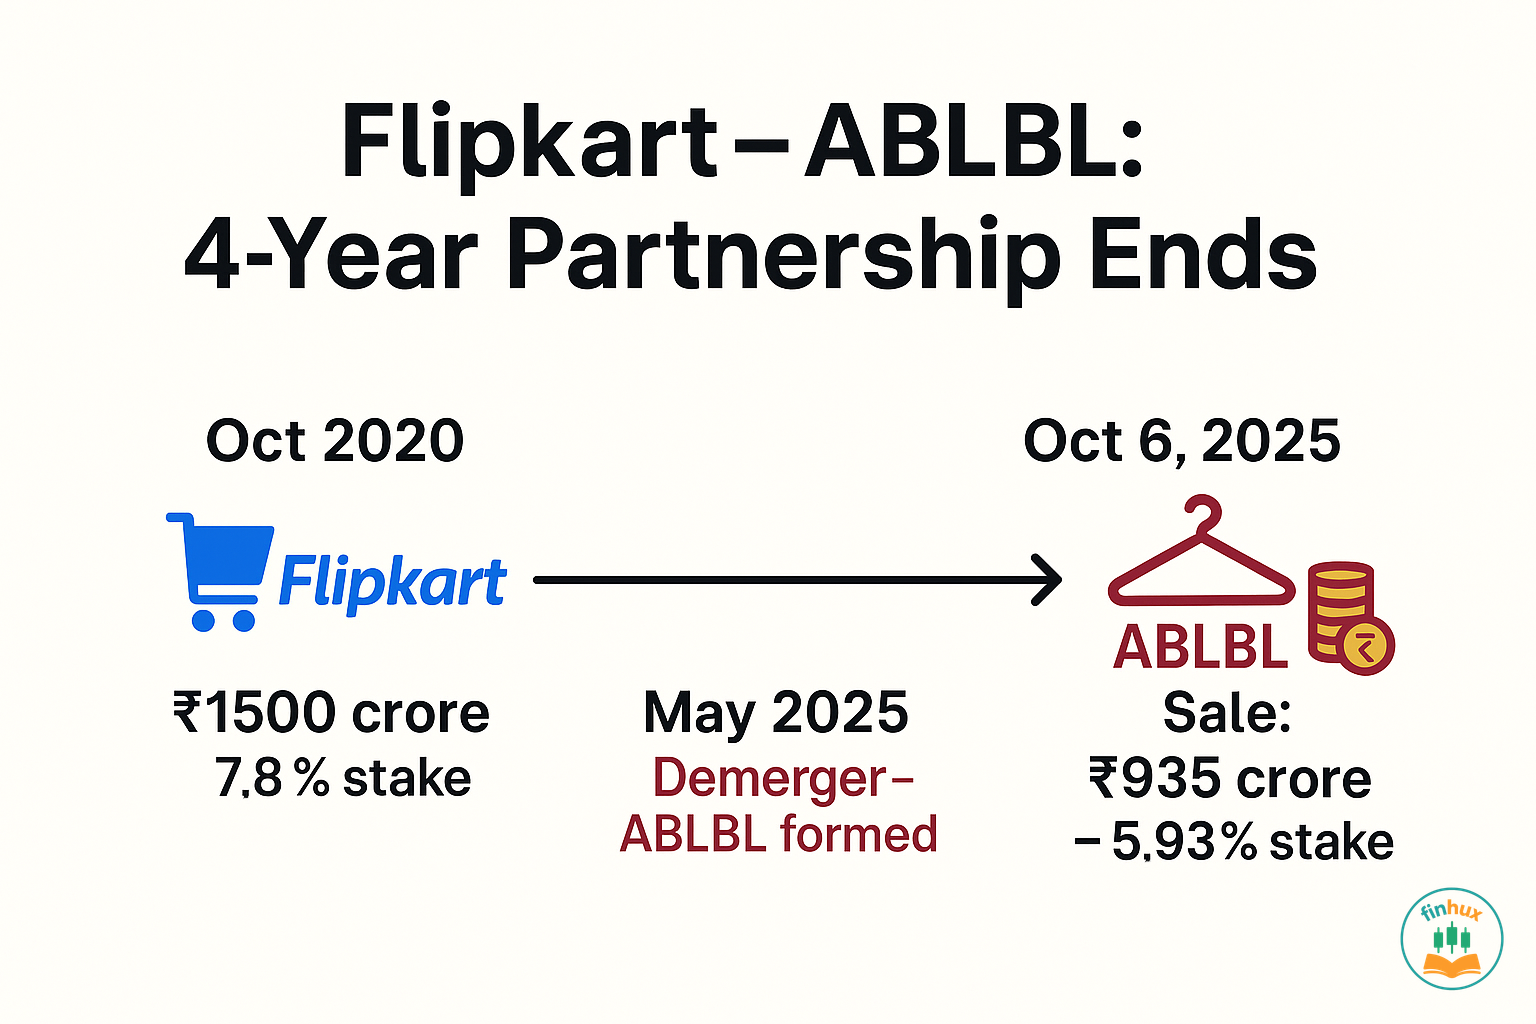 Flipkart – ABLBL:
4-Year Partnership Ends
Oct 2020
Flipkart
₹1500 crore
7.8% stake
May 2025
Demerger–
ABLBL formed
Oct 6, 2025
ABLBL
₹
Sale:
₹935 crore
– 5.93% stake
finhux